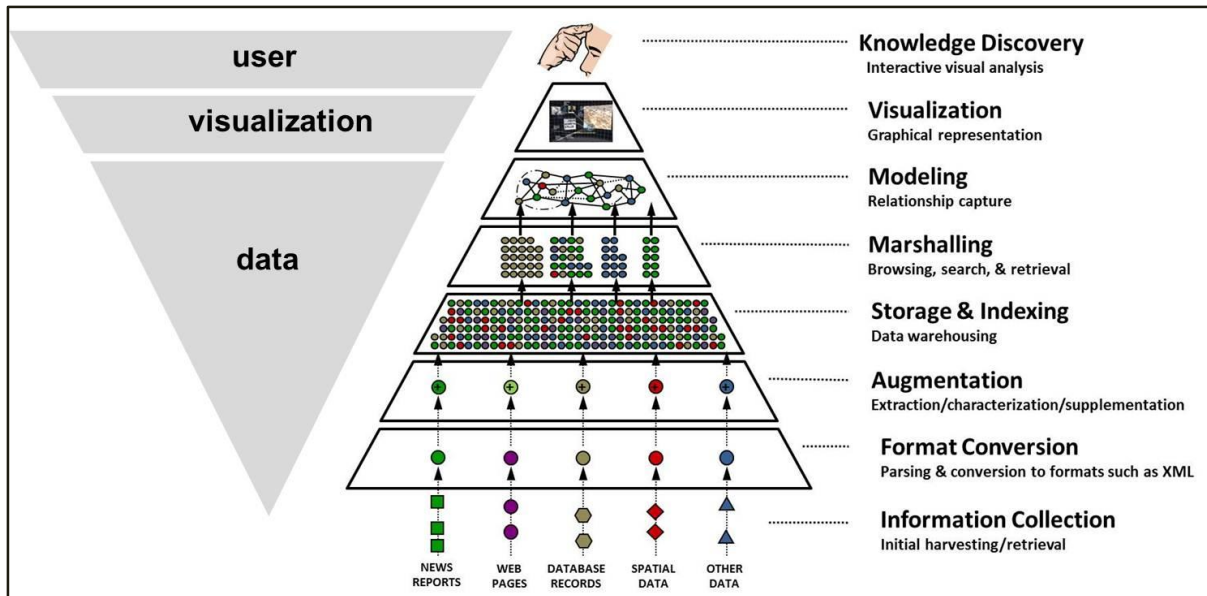 user
visualization
data
Knowledge Discovery
Interactive visual analysis
Visualization
Graphical representation
Modeling
Relationship capture
Marshalling
Browsing, search, & retrieval
Storage & Indexing
Data warehousing
Augmentation
Extraction/characterization/supplementation
Format Conversion
Parsing & conversion to formats such as XML
Information Collection
Initial harvesting/retrieval
NEWS
REPORTS
WEB
PAGES
DATABASE
RECORDS
SPATIAL
DATA
OTHER
DATA